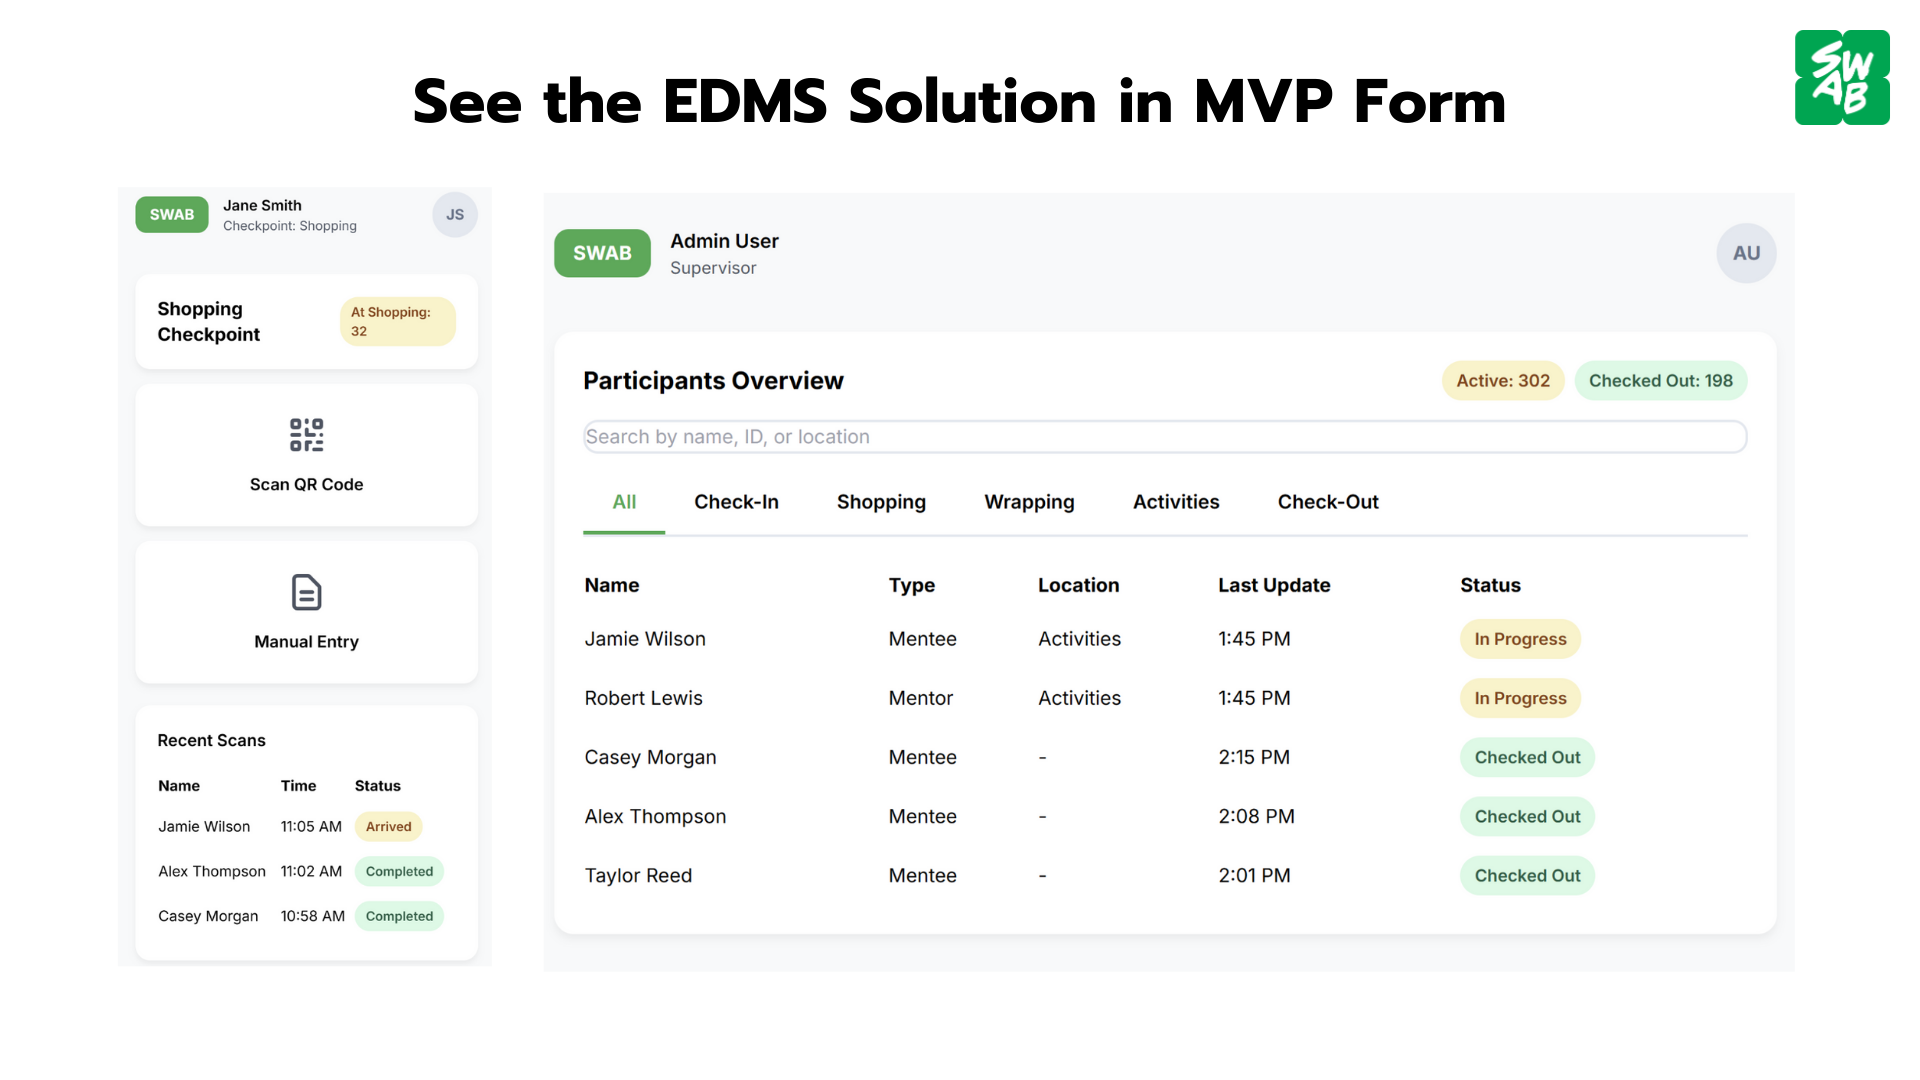 See the EDMS Solution in MVP Form
SW
AB
SWAB
Jane Smith
Checkpoint: Shopping
JS
Shopping
Checkpoint
At Shopping:
32
Scan QR Code
Manual Entry
Recent Scans
Name Time Status
Jamie Wilson 11:05 AM Arrived
Alex Thompson 11:02 AM Completed
Casey Morgan 10:58 AM Completed
SWAB
Admin User
Supervisor
AU
Participants Overview
Active: 302
Checked Out: 198
Search by name, ID, or location
All Check-In Shopping Wrapping Activities Check-Out
Name Type Location Last Update Status
Jamie Wilson Mentee Activities 1:45 PM In Progress
Robert Lewis Mentor Activities 1:45 PM In Progress
Casey Morgan Mentee - 2:15 PM Checked Out
Alex Thompson Mentee - 2:08 PM Checked Out
Taylor Reed Mentee - 2:01 PM Checked Out